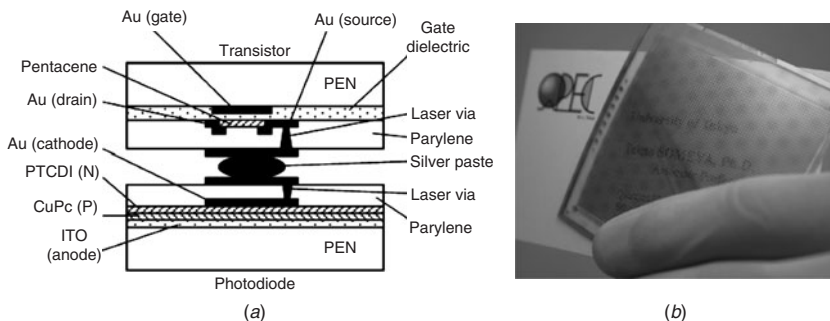 Au (gate)
Au (source)
Transistor
Gate
dielectric
Pentacene
PEN
Au (drain)
Laser via
Parylene
Au (cathode)
Silver paste
PTCDI (N)
Laser via
CuPc (P)
Parylene
ITO
(anode)
PEN
Photodiode
(a)
(b)
University of Tokyo